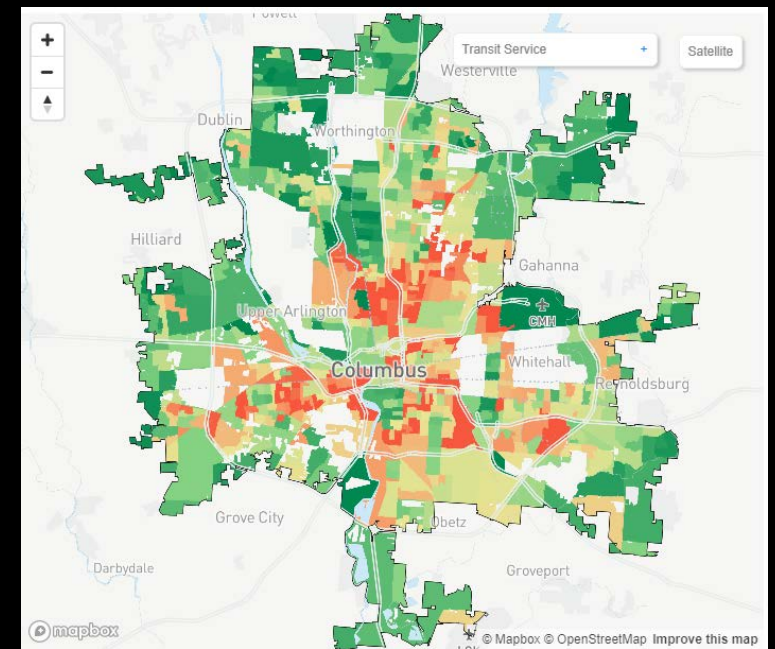 Powell
+
Transit Service +
Satellite
−
Westerville
Dublin
Worthington
Hilliard
Gahanna
Upper Arlington
CMH
Whitehall
Columbus
Reynoldsburg
Grove City
Obetz
Darbydale
Groveport
mapbox
© Mapbox © OpenStreetMap Improve this map